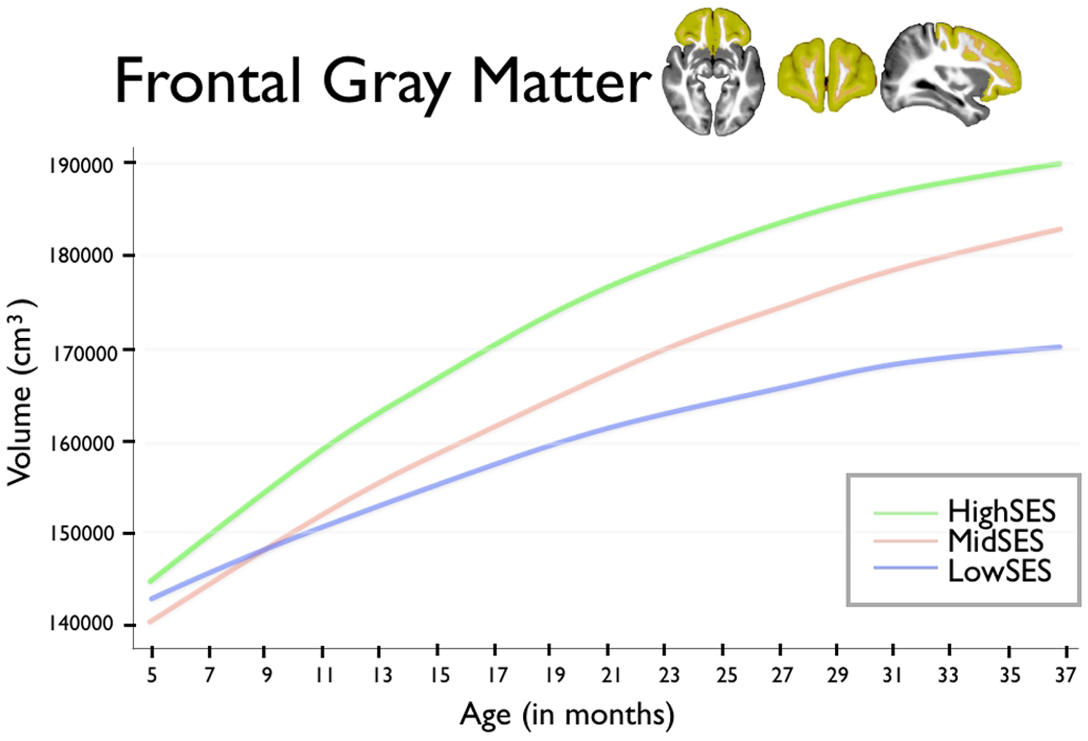 Frontal Gray Matter
190000
180000
170000
160000
150000
140000
Volume (cm³)
HighSES
MidSES
LowSES
5 7 9 11 13 15 17 19 21 23 25 27 29 31 33 35 37
Age (in months)